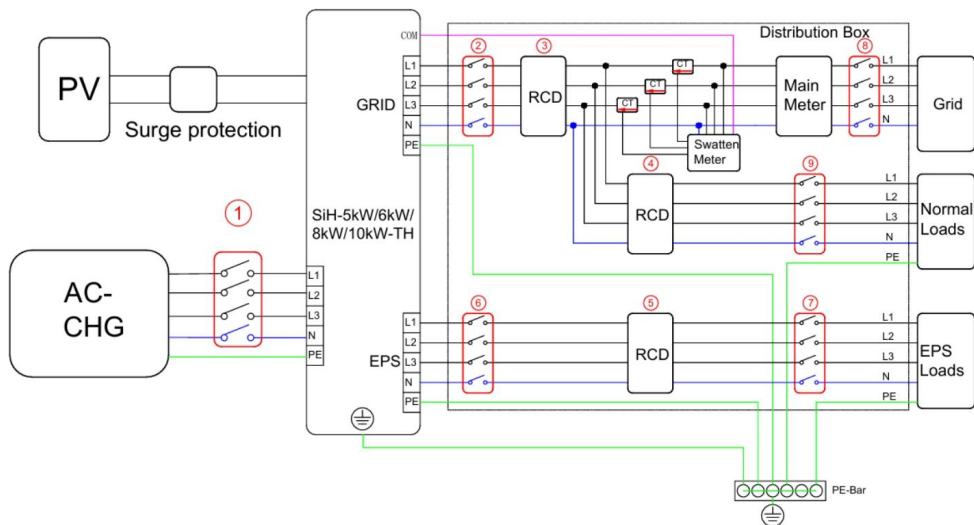 PV
Surge protection
COM
L1
L2
L3
N
PE
GRID
Distribution Box
②
③
RCD
CT
CT
CT
Swatten
Meter
Main
Meter
⑧
L1
L2
L3
N
Grid
④
RCD
⑨
L1
L2
L3
N
PE
Normal
Loads
①
SiH-5kW/6kW/
8kW/10kW-TH
AC-
CHG
L1
L2
L3
N
PE
EPS
L1
L2
L3
N
PE
⑥
⑤
RCD
⑦
L1
L2
L3
N
PE
EPS
Loads
PE-Bar